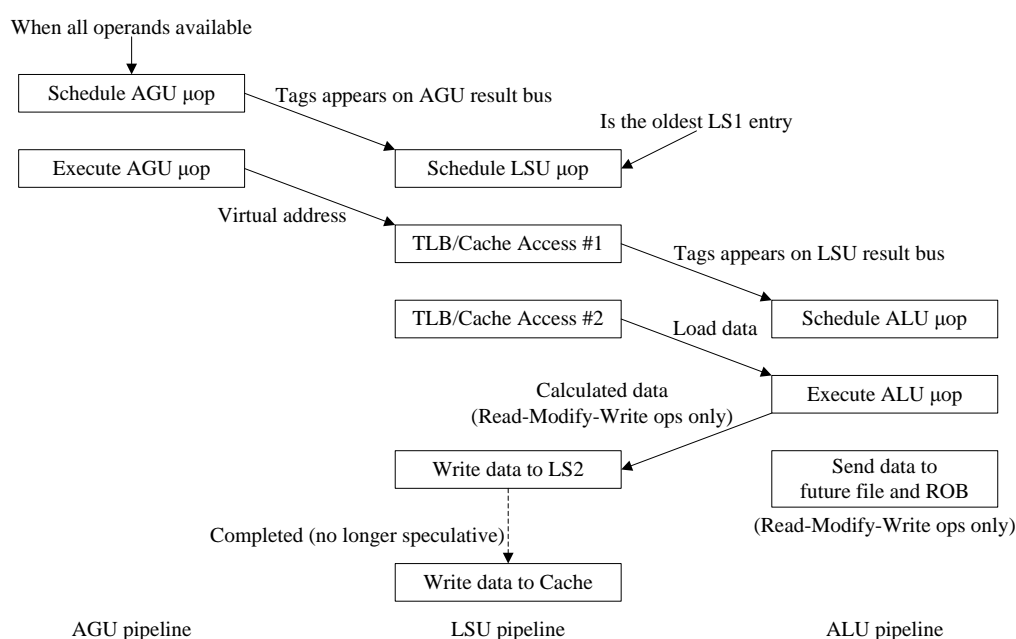 When all operands available
Schedule AGU μop
Tags appears on AGU result bus
Is the oldest LS1 entry
Execute AGU μop
Schedule LSU μop
Virtual address
TLB/Cache Access #1
Tags appears on LSU result bus
TLB/Cache Access #2
Load data
Schedule ALU μop
Calculated data
(Read-Modify-Write ops only)
Execute ALU μop
Write data to LS2
Send data to
future file and ROB
(Read-Modify-Write ops only)
Completed (no longer speculative)
Write data to Cache
AGU pipeline
LSU pipeline
ALU pipeline